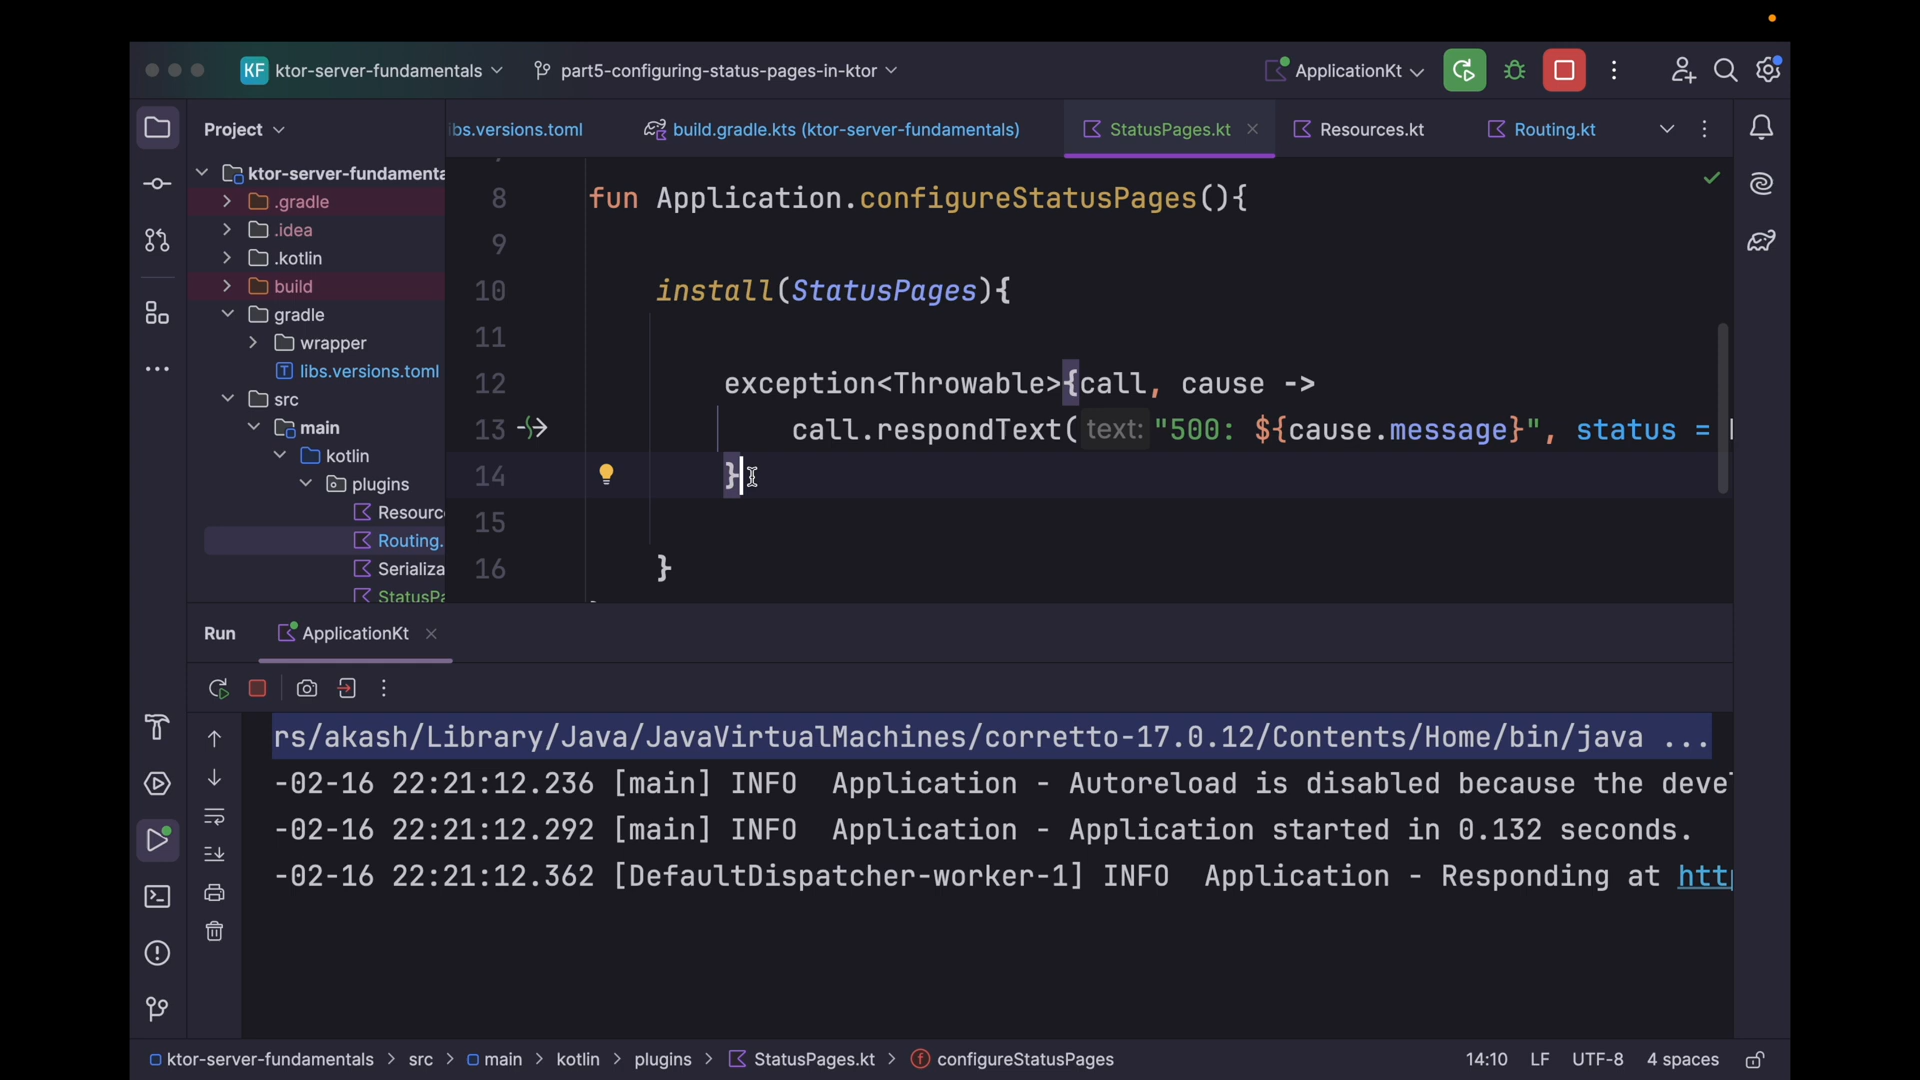 KF ktor-server-fundamentals part5-configuring-status-pages-in-ktor ApplicationKt
Project
bs.versions.toml build.gradle.kts (ktor-server-fundamentals) StatusPages.kt Resources.kt Routing.kt
ktor-server-fundamenta
.gradle
.idea
.kotlin
build
gradle
wrapper
libs.versions.toml
src
main
kotlin
plugins
Resourc
Routing.
Serializa
StatusPa
8 fun Application.configureStatusPages(){
9
10 install(StatusPages){
11
12 exception<Throwable>{call, cause ->
13 call.respondText( text: "500: ${cause.message}", status =
14 }
15
16 }
Run ApplicationKt
rs/akash/Library/Java/JavaVirtualMachines/corretto-17.0.12/Contents/Home/bin/java ...
-02-16 22:21:12.236 [main] INFO Application - Autoreload is disabled because the deve
-02-16 22:21:12.292 [main] INFO Application - Application started in 0.132 seconds.
-02-16 22:21:12.362 [DefaultDispatcher-worker-1] INFO Application - Responding at http
ktor-server-fundamentals > src > main > kotlin > plugins > StatusPages.kt > configureStatusPages 14:10 LF UTF-8 4 spaces